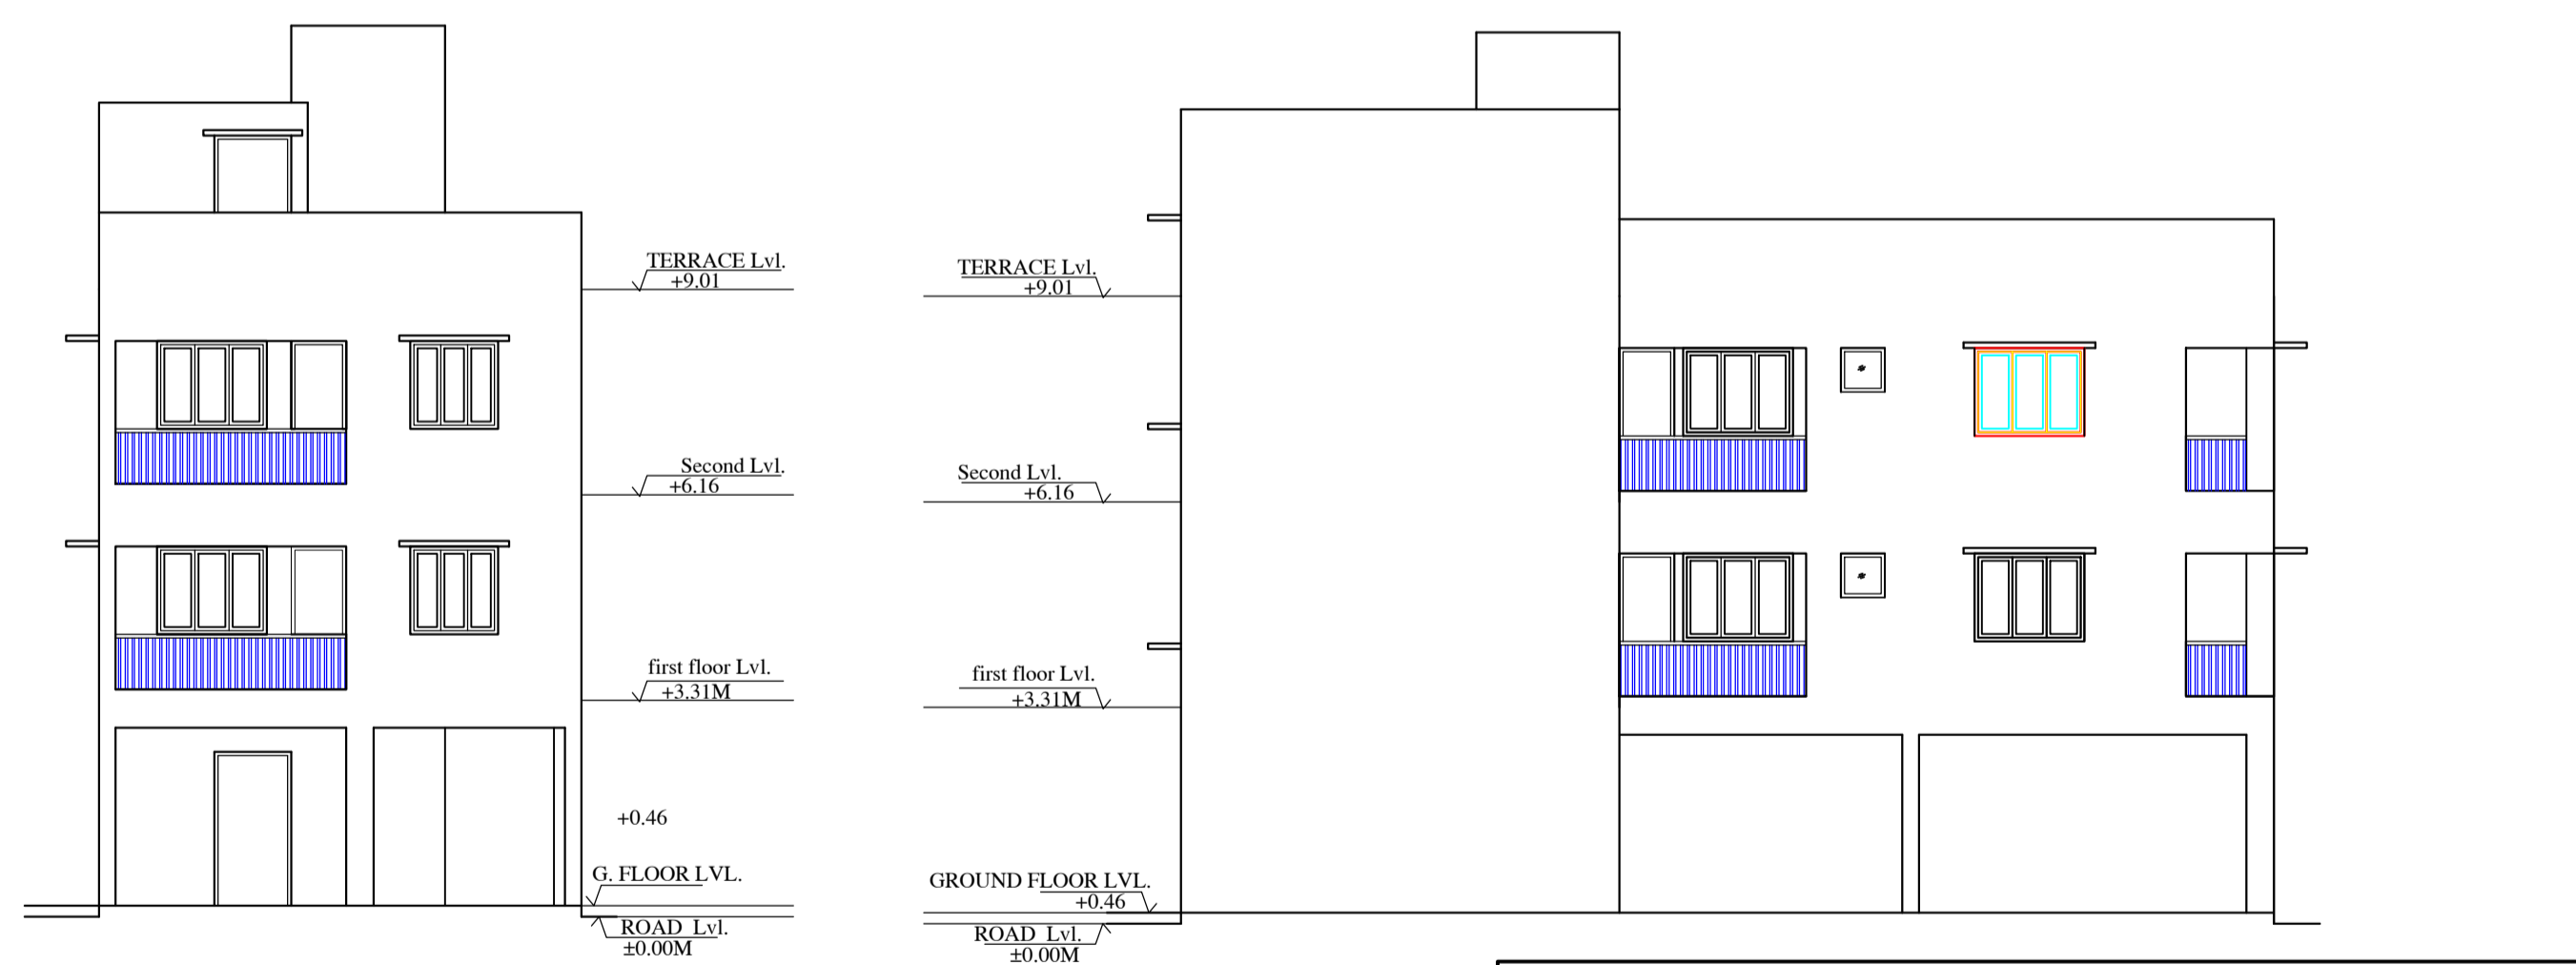 TERRACE Lvl.
+9.01
Second Lvl.
+6.16
first floor Lvl.
+3.31M
+0.46
G. FLOOR LVL.
ROAD Lvl.
±0.00M
TERRACE Lvl.
+9.01
Second Lvl.
+6.16
first floor Lvl.
+3.31M
GROUND FLOOR LVL.
+0.46
ROAD Lvl.
±0.00M